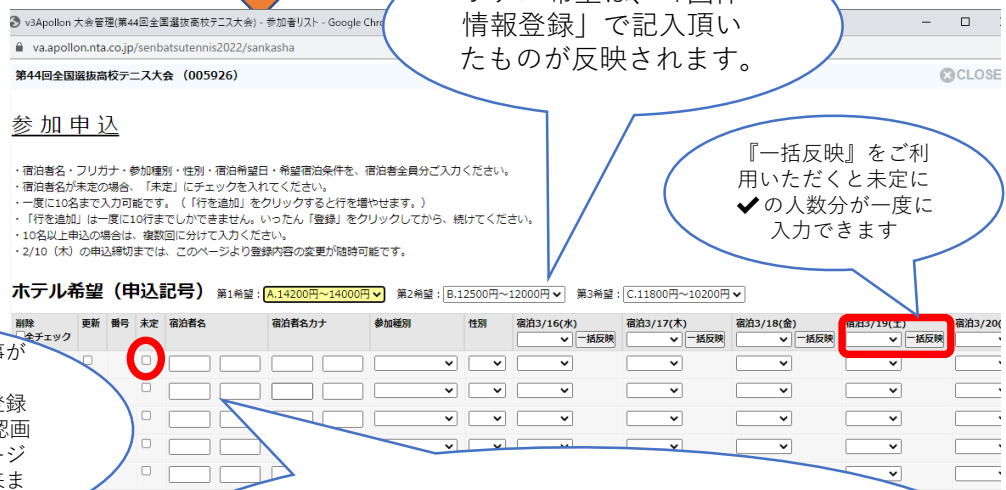 v3Apollon 大会管理(第44回全国選抜高校テニス大会) - 参加者リスト - Google Chro
va.apollon.nta.co.jp/senbatsutennis2022/sankasha
情報登録」で記入頂い
たものが反映されます。
第44回全国選抜高校テニス大会 （005926）
CLOSE
参 加 申 込
・宿泊者名・フリガナ・参加種別・性別・宿泊希望日・希望宿泊条件を、宿泊者全員分ご入力ください。
・宿泊者名が未定の場合、「未定」にチェックを入れてください。
・一度に10名まで入力可能です。（「行を追加」をクリックすると行を増やせます。）
・「行を追加」は一度に10行までしかできません。いったん「登録」をクリックしてから、続けてください。
・10名以上申込の場合は、複数回に分けて入力ください。
・2/10（木）の申込締切までは、このページより登録内容の変更が随時可能です。
『一括反映』をご利
用いただくと未定に
✔の人数分が一度に
入力できます
ホテル希望（申込記号） 第1希望：A.14200円～14000円 第2希望：B.12500円～12000円 第3希望：C.11800円～10200円
削除 更新 番号 未定 宿泊者名 宿泊者名カナ 参加種別 性別 宿泊3/16(水) 宿泊3/17(木) 宿泊3/18(金) 宿泊3/19(土) 宿泊3/20(
全チェック 一括反映 一括反映 一括反映 一括反映
事が
登録
認画
ージ
来ま